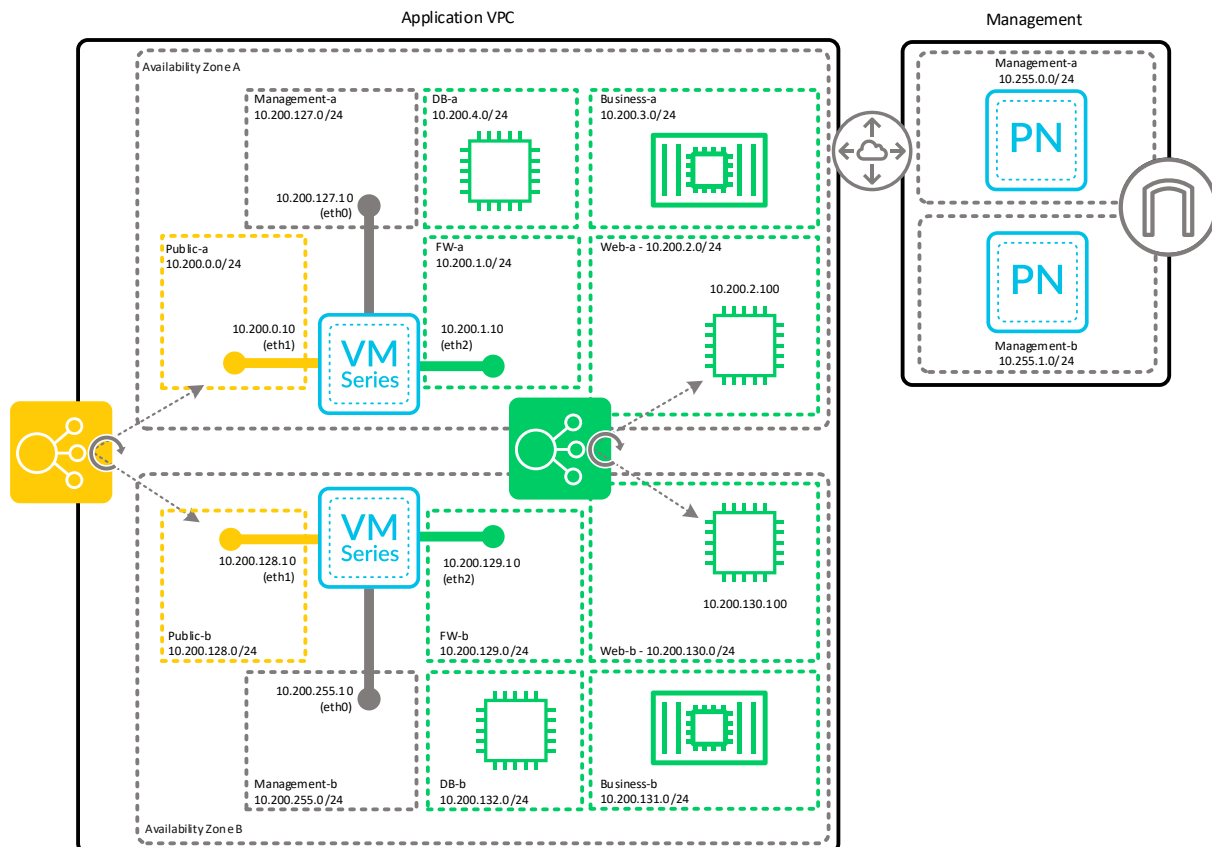 Application VPC
Management
Availability Zone A
Management-a
10.200.127.0/24
DB-a
10.200.4.0/24
Business-a
10.200.3.0/24
10.200.127.10
(eth0)
Public-a
10.200.0.0/24
FW-a
10.200.1.0/24
Web-a - 10.200.2.0/24
10.200.2.100
10.200.0.10
(eth1)
VM
Series
10.200.1.10
(eth2)
Management-a
10.255.0.0/24
PN
PN
Management-b
10.255.1.0/24
VM
Series
10.200.128.10
(eth1)
10.200.129.10
(eth2)
10.200.130.100
Public-b
10.200.128.0/24
FW-b
10.200.129.0/24
Web-b - 10.200.130.0/24
10.200.255.10
(eth0)
Management-b
10.200.255.0/24
DB-b
10.200.132.0/24
Business-b
10.200.131.0/24
Availability Zone B